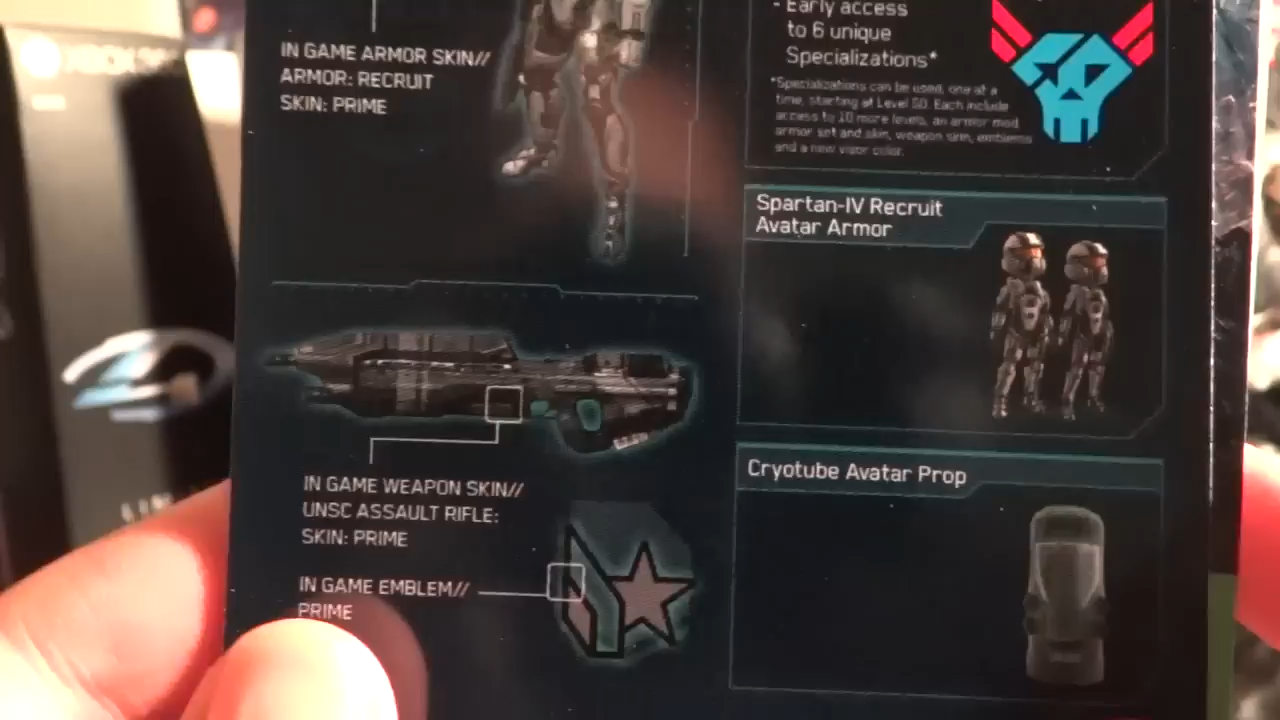 IN GAME ARMOR SKIN//
ARMOR: RECRUIT
SKIN: PRIME
IN GAME WEAPON SKIN//
UNSC ASSAULT RIFLE:
SKIN: PRIME
IN GAME EMBLEM//
PRIME
- Early access
to 6 unique
Specializations*
*Specializations can be used, one at a
time, starting at Level 50. Each include
access to 10 more levels, an armor mod,
armor set and skin, weapon skin, emblems
and a new visor color.
Spartan-IV Recruit
Avatar Armor
Cryotube Avatar Prop